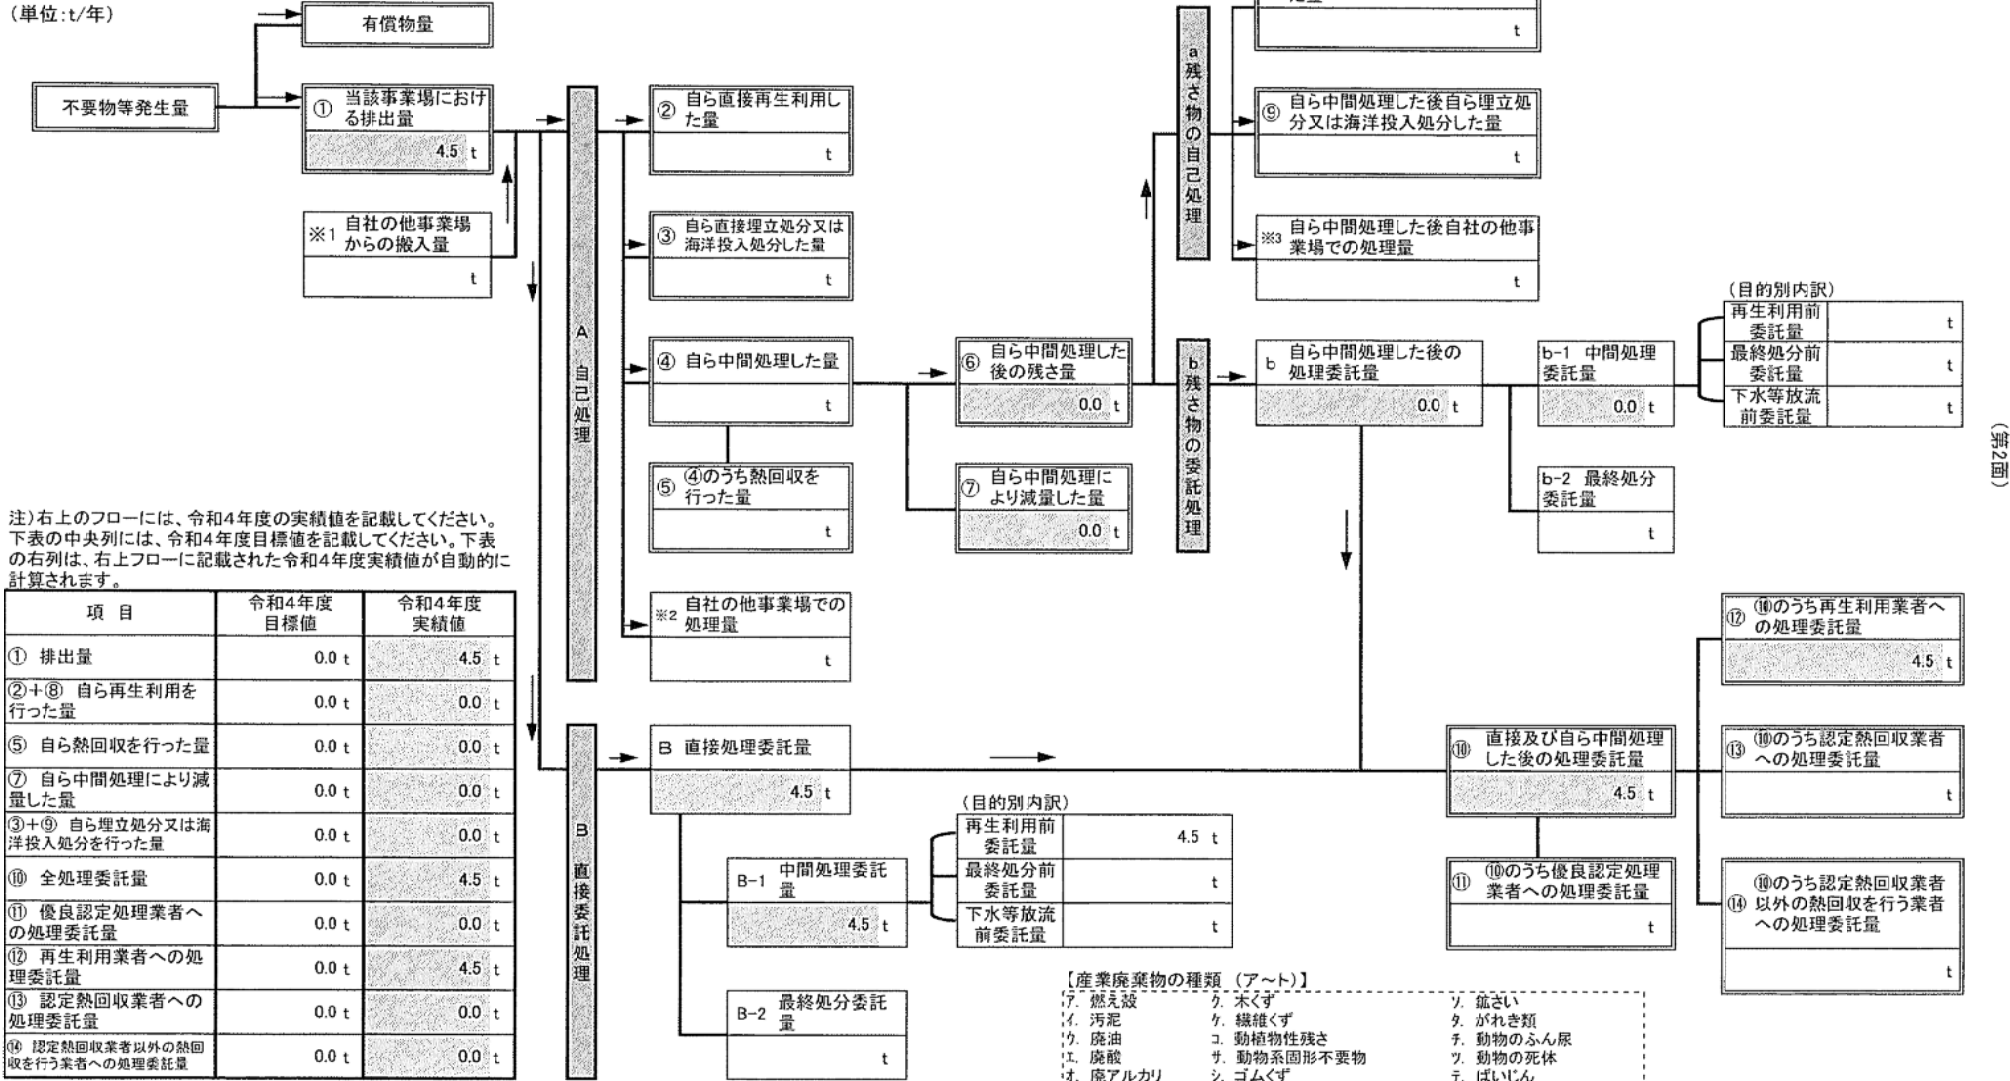 (単位:t/年)
有償物量
不要物等発生量
① 当該事業場におけ
る排出量
4.5 t
※1 自社の他事業場
からの搬入量
t
A 自己処理
② 自ら直接再生利用し
た量
t
③ 自ら直接埋立処分又は
海洋投入処分した量
t
④ 自ら中間処理した量
t
⑤ ④のうち熱回収を
行った量
t
※2 自社の他事業場での
処理量
t
⑥ 自ら中間処理した
後の残さ量
0.0 t
⑦ 自ら中間処理に
より減量した量
0.0 t
a 残さ物の自己処理
t
⑨ 自ら中間処理した後自ら埋立処
分又は海洋投入処分した量
t
※3 自ら中間処理した後自社の他事
業場での処理量
t
b 残さ物の委託処理
b 自ら中間処理した後の
処理委託量
0.0 t
b-1 中間処理
委託量
0.0 t
b-2 最終処分
委託量
t
(目的別内訳)
再生利用前
委託量
t
最終処分前
委託量
t
下水等放流
前委託量
t
(第2面)
注)右上のフローには、令和4年度の実績値を記載してください。
下表の中央列には、令和4年度目標値を記載してください。下表
の右列は、右上フローに記載された令和4年度実績値が自動的に
計算されます。
項 目 令和4年度 令和4年度
目標値 実績値
① 排出量 0.0 t 4.5 t
②+⑧ 自ら再生利用を
行った量 0.0 t 0.0 t
⑤ 自ら熱回収を行った量 0.0 t 0.0 t
⑦ 自ら中間処理により減
量した量 0.0 t 0.0 t
③+⑨ 自ら埋立処分又は海
洋投入処分を行った量 0.0 t 0.0 t
⑩ 全処理委託量 0.0 t 4.5 t
⑪ 優良認定処理業者へ
の処理委託量 0.0 t 0.0 t
⑫ 再生利用業者への処
理委託量 0.0 t 4.5 t
⑬ 認定熱回収業者への
処理委託量 0.0 t 0.0 t
⑭ 認定熱回収業者以外の熱回
収を行う業者への処理委託量 0.0 t 0.0 t
B 直接委託処理
B 直接処理委託量
4.5 t
B-1 中間処理委託
量
4.5 t
B-2 最終処分委託
量
t
(目的別内訳)
再生利用前
委託量
4.5 t
最終処分前
委託量
t
下水等放流
前委託量
t
⑩ 直接及び自ら中間処理
した後の処理委託量
4.5 t
⑪ ⑩のうち優良認定処理
業者への処理委託量
t
⑫ ⑩のうち再生利用業者へ
の処理委託量
4.5 t
⑬ ⑩のうち認定熱回収業者
への処理委託量
t
⑭ ⑩のうち認定熱回収業者
以外の熱回収を行う業者
への処理委託量
t
【産業廃棄物の種類 (ア~ト)】
ア. 燃え殻 ク. 木くず ソ. 鉱さい
イ. 汚泥 ケ. 繊維くず タ. がれき類
ウ. 廃油 コ. 動植物性残さ チ. 動物のふん尿
エ. 廃酸 サ. 動物系固形不要物 ツ. 動物の死体
オ. 廃アルカリ シ. ゴムくず テ. ばいじん